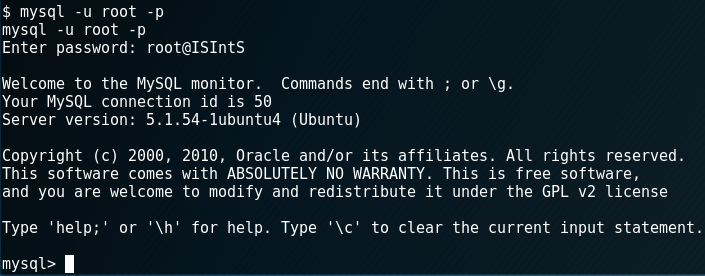 $ mysql -u root -p
mysql -u root -p
Enter password: root@ISIntS
Welcome to the MySQL monitor.  Commands end with ; or \g.
Your MySQL connection id is 50
Server version: 5.1.54-1ubuntu4 (Ubuntu)
Copyright (c) 2000, 2010, Oracle and/or its affiliates. All rights reserved.
This software comes with ABSOLUTELY NO WARRANTY. This is free software,
and you are welcome to modify and redistribute it under the GPL v2 license
Type 'help;' or '\h' for help. Type '\c' to clear the current input statement.
mysql>